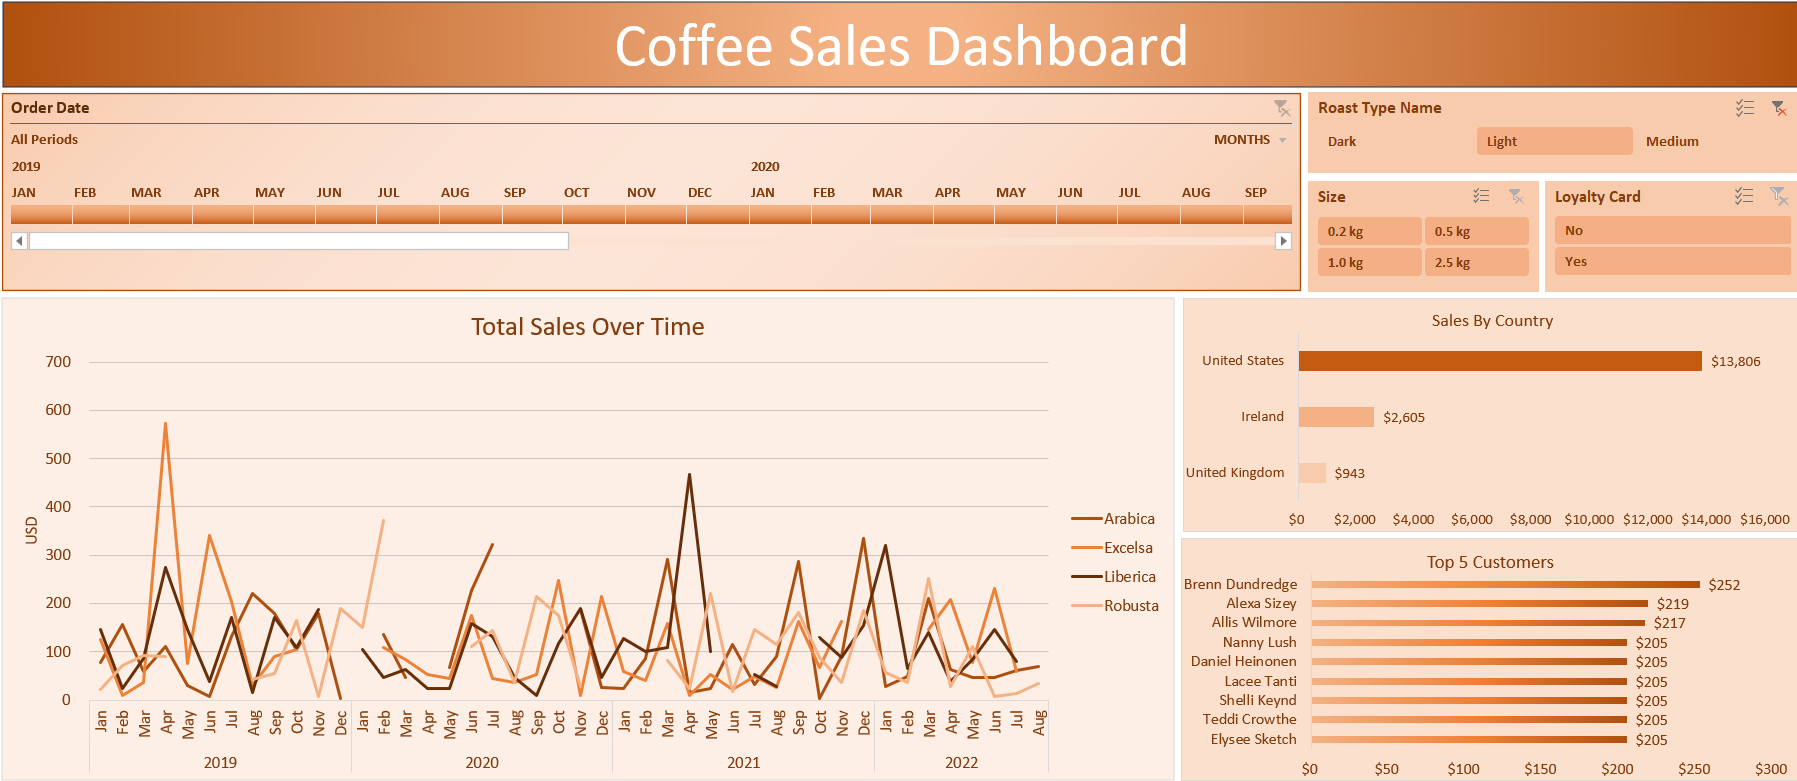 Coffee Sales Dashboard
Order Date
All Periods MONTHS
2019 2020
JAN FEB MAR APR MAY JUN JUL AUG SEP OCT NOV DEC JAN FEB MAR APR MAY JUN JUL AUG SEP
Roast Type Name
Dark Light Medium
Size
0.2 kg 0.5 kg
1.0 kg 2.5 kg
Loyalty Card
No
Yes
Total Sales Over Time
700
600
500
400
300
200
100
0
USD
Jan Feb Mar Apr May Jun Jul Aug Sep Oct Nov Dec Jan Feb Mar Apr May Jun Jul Aug Sep Oct Nov Dec Jan Feb Mar Apr May Jun Jul Aug Sep Oct Nov Dec Jan Feb Mar Apr May Jun Jul Aug
2019 2020 2021 2022
Arabica
Excelsa
Liberica
Robusta
Sales By Country
United States $13,806
Ireland $2,605
United Kingdom $943
$0 $2,000 $4,000 $6,000 $8,000 $10,000 $12,000 $14,000 $16,000
Top 5 Customers
Brenn Dundredge $252
Alexa Sizey $219
Allis Wilmore $217
Nanny Lush $205
Daniel Heinonen $205
Lacee Tanti $205
Shelli Keynd $205
Teddi Crowthe $205
Elysee Sketch $205
$0 $50 $100 $150 $200 $250 $300